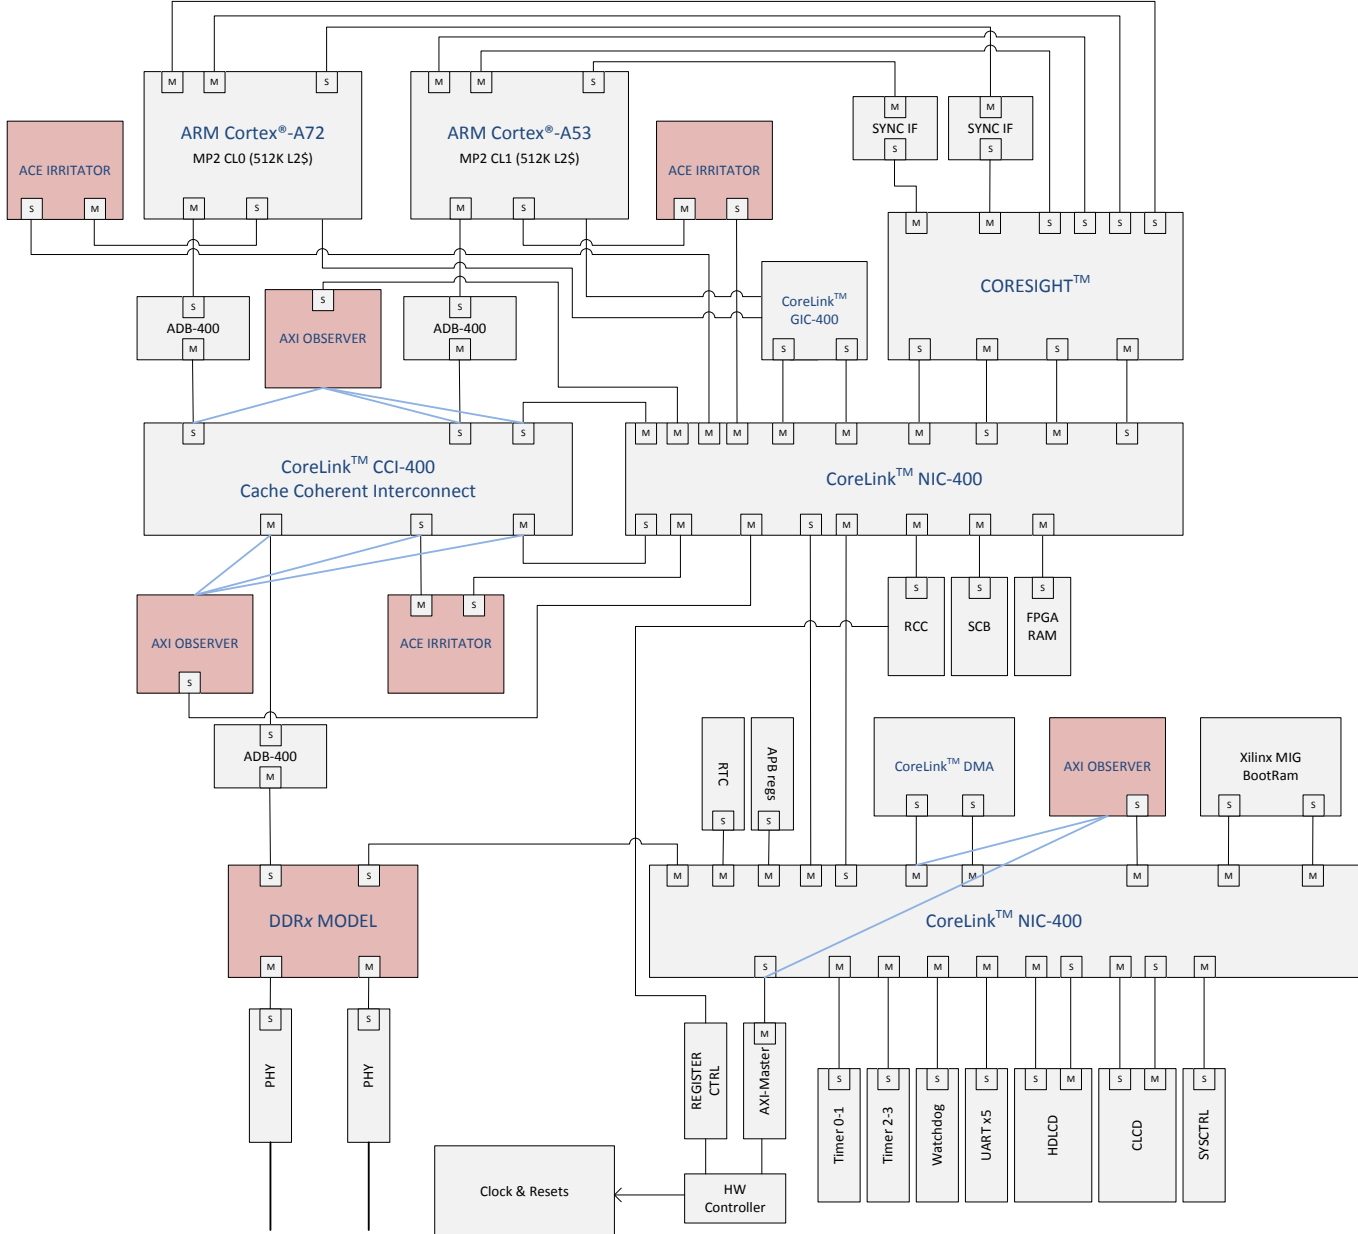 M M S M M S
ARM Cortex®-A72
MP2 CL0 (512K L2$)
M S
ARM Cortex®-A53
MP2 CL1 (512K L2$)
M S
ACE IRRITATOR
S M
ACE IRRITATOR
M S
M
SYNC IF
S
M
SYNC IF
S
M M S S S S
CORESIGHT™
S M S M
S
ADB-400
M
S
AXI OBSERVER
S
ADB-400
M
CoreLink™
GIC-400
S S
S S S
CoreLink™ CCI-400
Cache Coherent Interconnect
M S M
M M M M M M M S M S
CoreLink™ NIC-400
S M M S M M M M
AXI OBSERVER
S
M S
ACE IRRITATOR
S
RCC
S
SCB
S
FPGA
RAM
S
ADB-400
M
RTC
S
APB regs
S
CoreLink™ DMA
S S
AXI OBSERVER
S
Xilinx MIG
BootRam
S S
S S
DDRx MODEL
M M
M M M M S M M M M M
CoreLink™ NIC-400
S M M M M M S M S M
S
PHY
S
PHY
REGISTER
CTRL
M
AXI-Master
S
Timer 0-1
S
Timer 2-3
S
Watchdog
S
UART x5
S M
HDLCD
S M
CLCD
S
SYSCTRL
Clock & Resets
HW
Controller